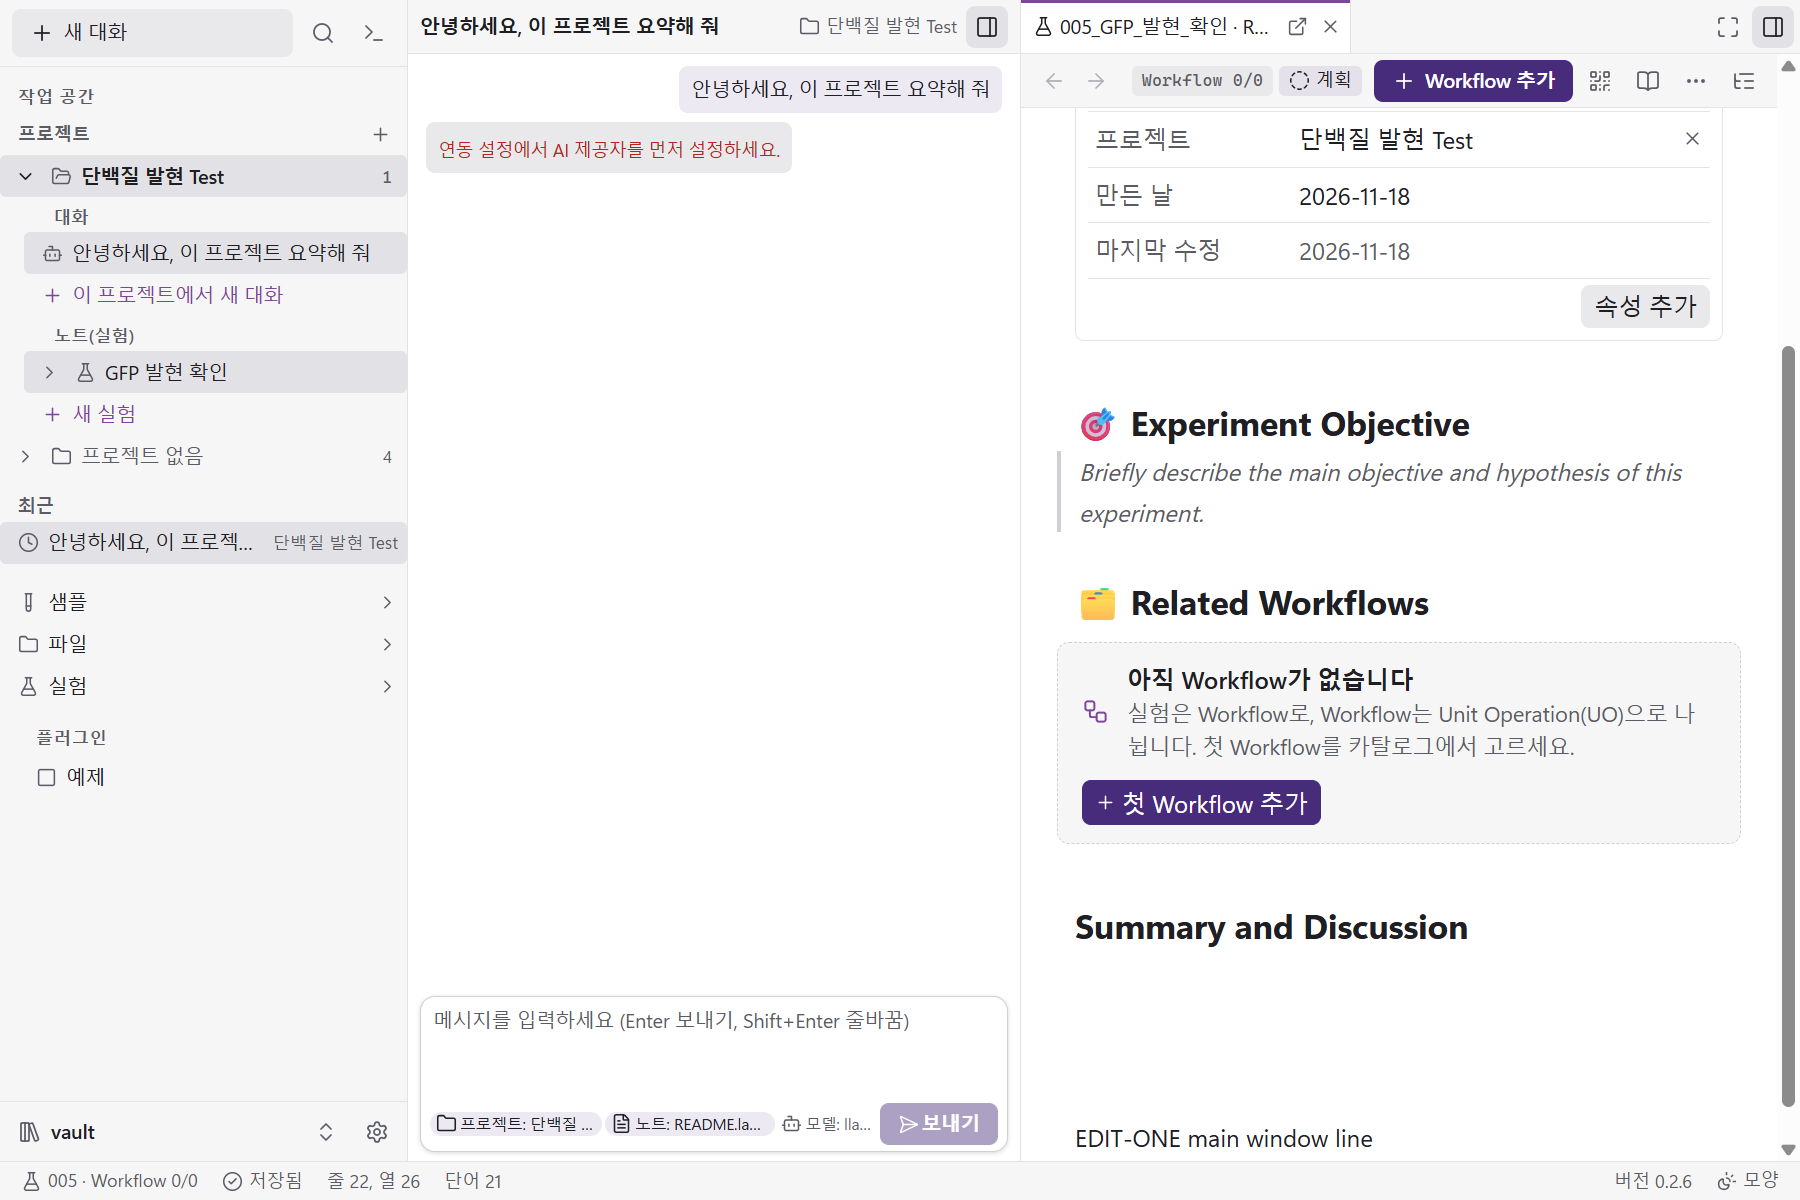 새 대화
작업 공간
프로젝트
단백질 발현 Test
1
대화
안녕하세요, 이 프로젝트 요약해 줘
이 프로젝트에서 새 대화
노트(실험)
GFP 발현 확인
새 실험
프로젝트 없음
4
최근
안녕하세요, 이 프로젝... 단백질 발현 Test
샘플
파일
실험
플러그인
예제
vault
안녕하세요, 이 프로젝트 요약해 줘
단백질 발현 Test
안녕하세요, 이 프로젝트 요약해 줘
연동 설정에서 AI 제공자를 먼저 설정하세요.
메시지를 입력하세요 (Enter 보내기, Shift+Enter 줄바꿈)
프로젝트: 단백질 ... 노트: README.la... 모델: lla... 보내기
005_GFP_발현_확인 · R...
Workflow 0/0 계획 Workflow 추가
프로젝트 단백질 발현 Test
만든 날 2026-11-18
마지막 수정 2026-11-18
속성 추가
Experiment Objective
Briefly describe the main objective and hypothesis of this
experiment.
Related Workflows
아직 Workflow가 없습니다
실험은 Workflow로, Workflow는 Unit Operation(UO)으로 나
뉩니다. 첫 Workflow를 카탈로그에서 고르세요.
첫 Workflow 추가
Summary and Discussion
EDIT-ONE main window line
005 · Workflow 0/0 저장됨 줄 22, 열 26 단어 21 버전 0.2.6 모양